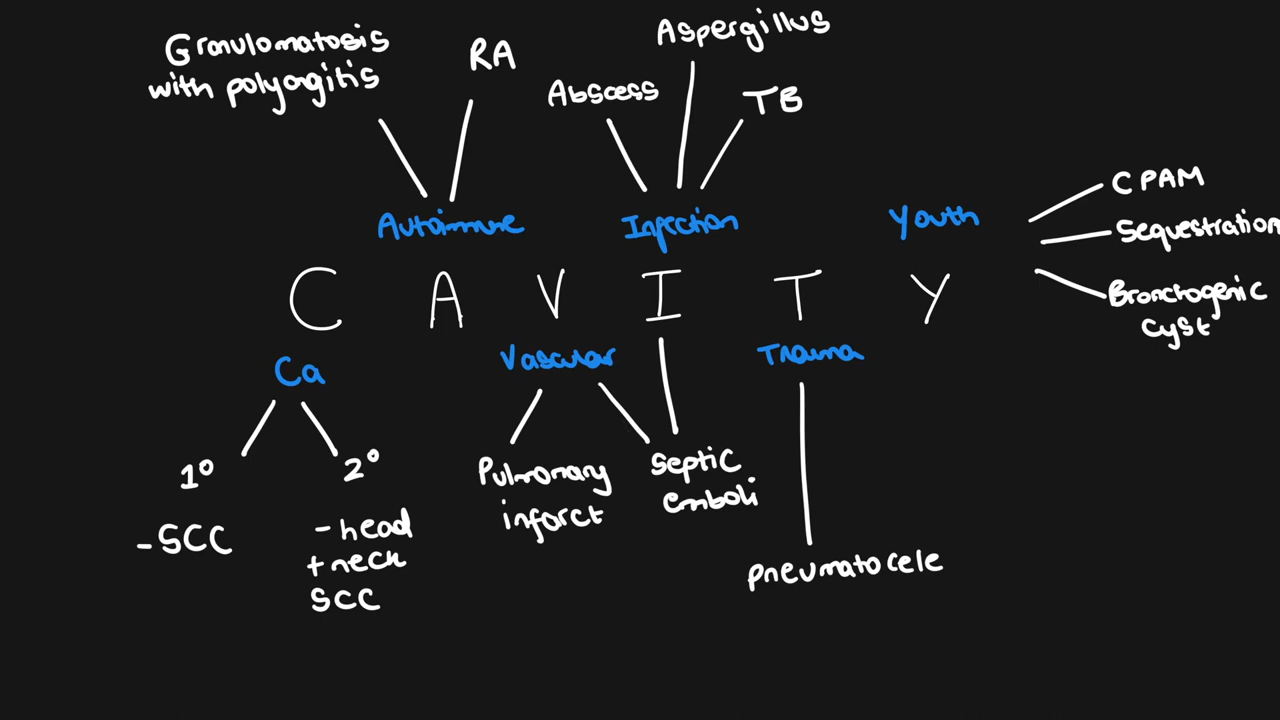 Granulomatosis
with polyangitis
RA
Abscess
Aspergillus
TB
Autoimmune
Infection
Youth
CPAM
Sequestration
Bronchogenic
cyst
C A V I T Y
Ca
Vascular
Trauma
1°
-SCC
2°
- head
+ neck
SCC
Pulmonary
infarct
Septic
emboli
pneumatocele